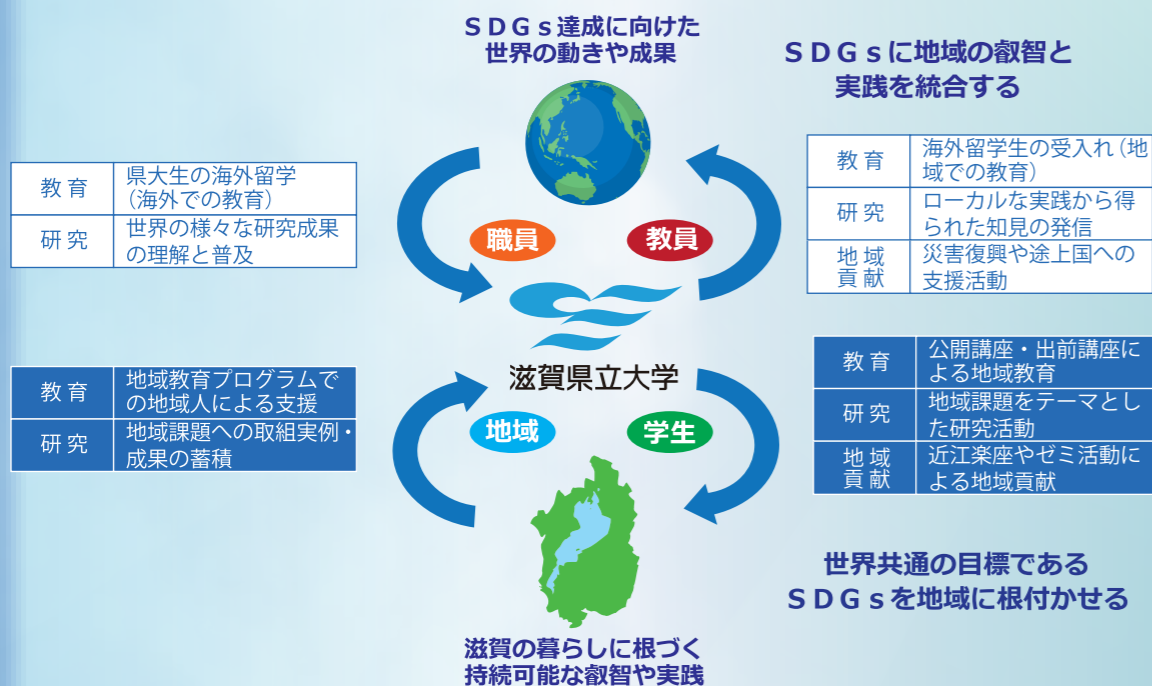 ＳＤＧｓ達成に向けた
世界の動きや成果
ＳＤＧｓに地域の叡智と
実践を統合する
教 育
県大生の海外留学
（海外での教育）
研 究
世界の様々な研究成果
の理解と普及
職員
教員
教 育
海外留学生の受入れ（地
域での教育）
研 究
ローカルな実践から得
られた知見の発信
地 域
貢 献
災害復興や途上国への
支援活動
滋賀県立大学
教 育
地域教育プログラムで
の地域人による支援
研 究
地域課題への取組実例・
成果の蓄積
地域
学生
教 育
公開講座・出前講座に
よる地域教育
研 究
地域課題をテーマとし
た研究活動
地 域
貢 献
近江楽座やゼミ活動に
よる地域貢献
世界共通の目標である
ＳＤＧｓを地域に根付かせる
滋賀の暮らしに根づく
持続可能な叡智や実践